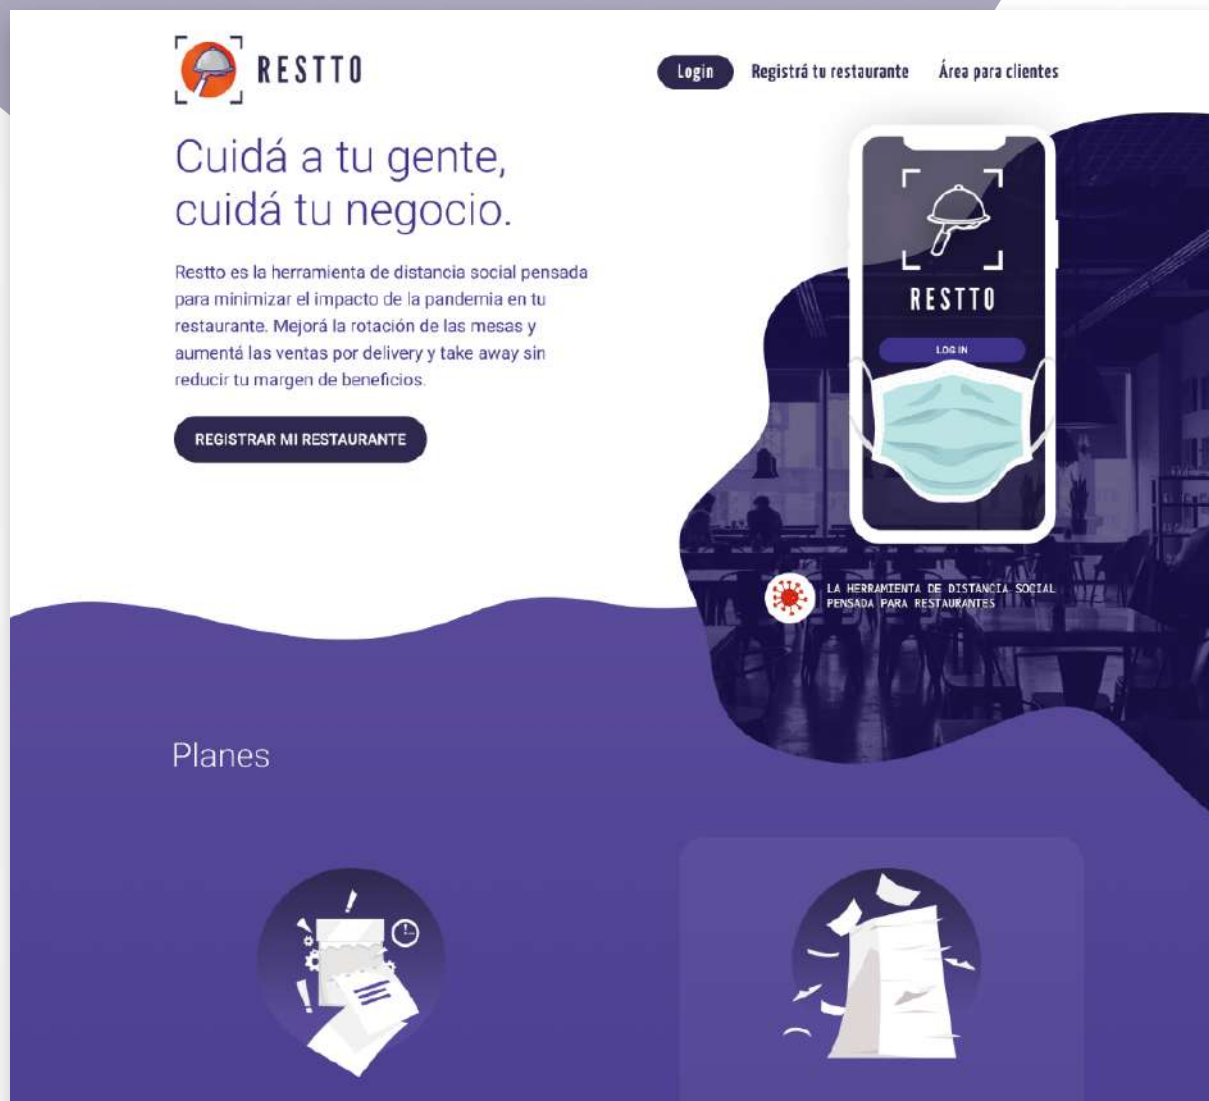 RESTTO
Login
Registrá tu restaurante
Área para clientes
Cuidá a tu gente,
cuidá tu negocio.
Restto es la herramienta de distancia social pensada
para minimizar el impacto de la pandemia en tu
restaurante. Mejorá la rotación de las mesas y
aumentá las ventas por delivery y take away sin
reducir tu margen de beneficios.
REGISTRAR MI RESTAURANTE
RESTTO
LOG IN
LA HERRAMIENTA DE DISTANCIA SOCIAL
PENSADA PARA RESTAURANTES
Planes